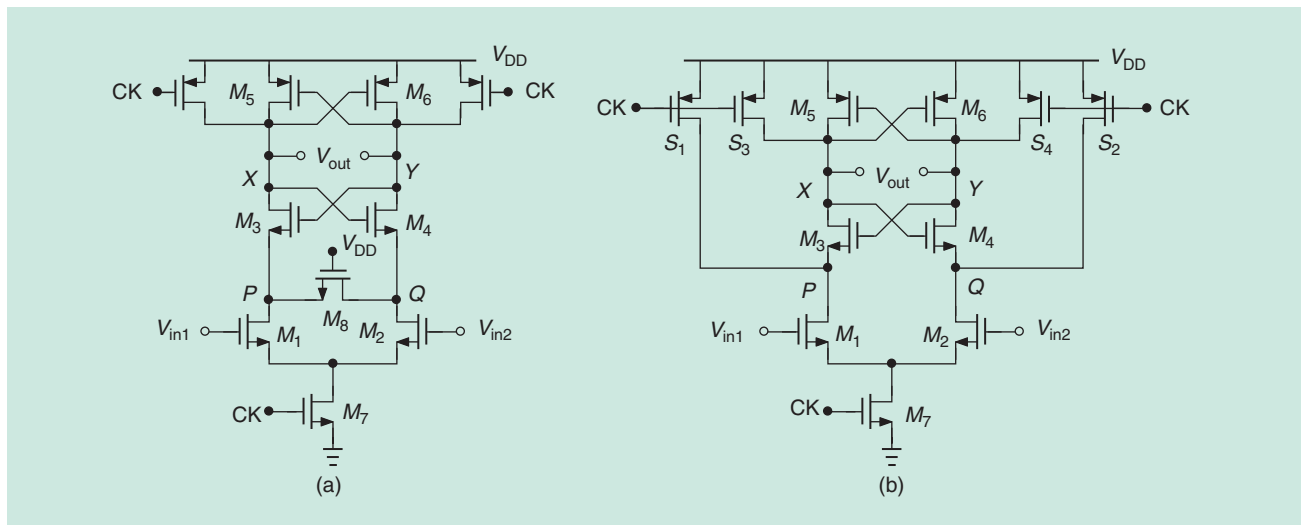 V_DD
CK
M_5
M_6
CK
V_out
X
Y
M_3
M_4
V_DD
P
Q
M_8
V_in1
M_1
M_2
V_in2
CK
M_7
(a)
V_DD
CK
M_5
M_6
CK
S_1
S_3
S_4
S_2
V_out
X
Y
M_3
M_4
P
Q
V_in1
M_1
M_2
V_in2
CK
M_7
(b)